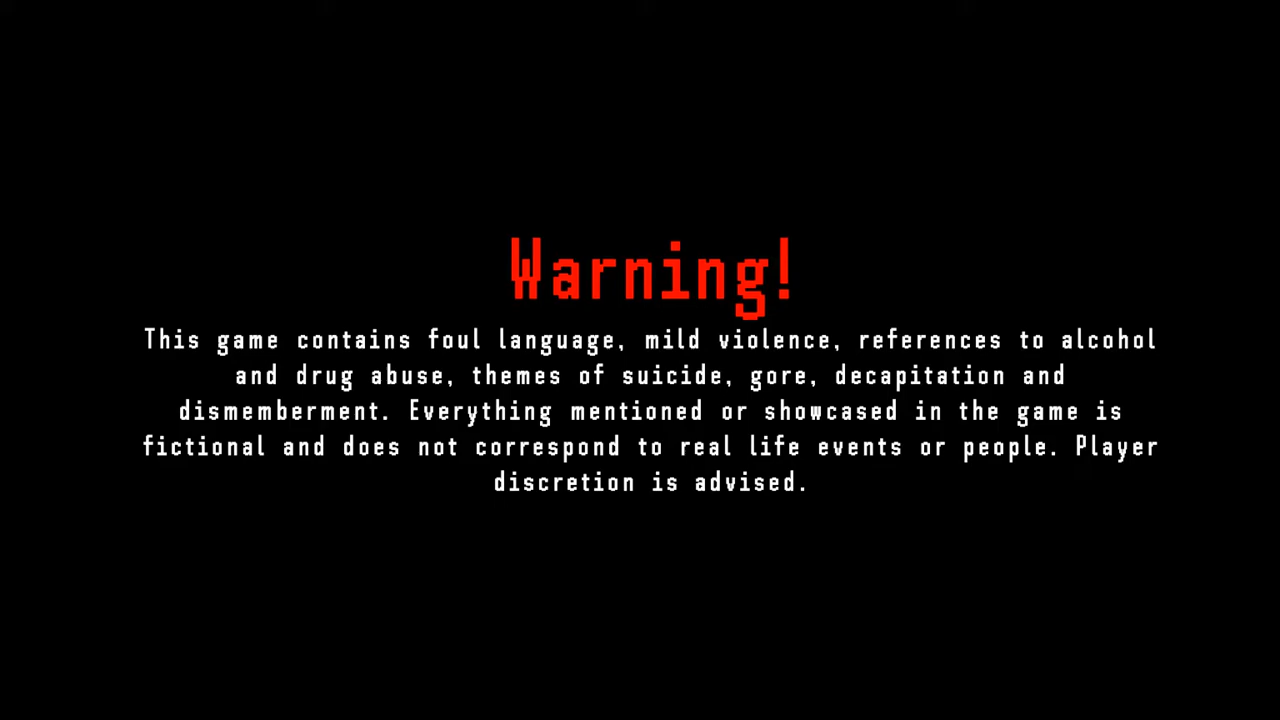 Warning!
This game contains foul language, mild violence, references to alcohol
and drug abuse, themes of suicide, gore, decapitation and
dismemberment. Everything mentioned or showcased in the game is
fictional and does not correspond to real life events or people. Player
discretion is advised.